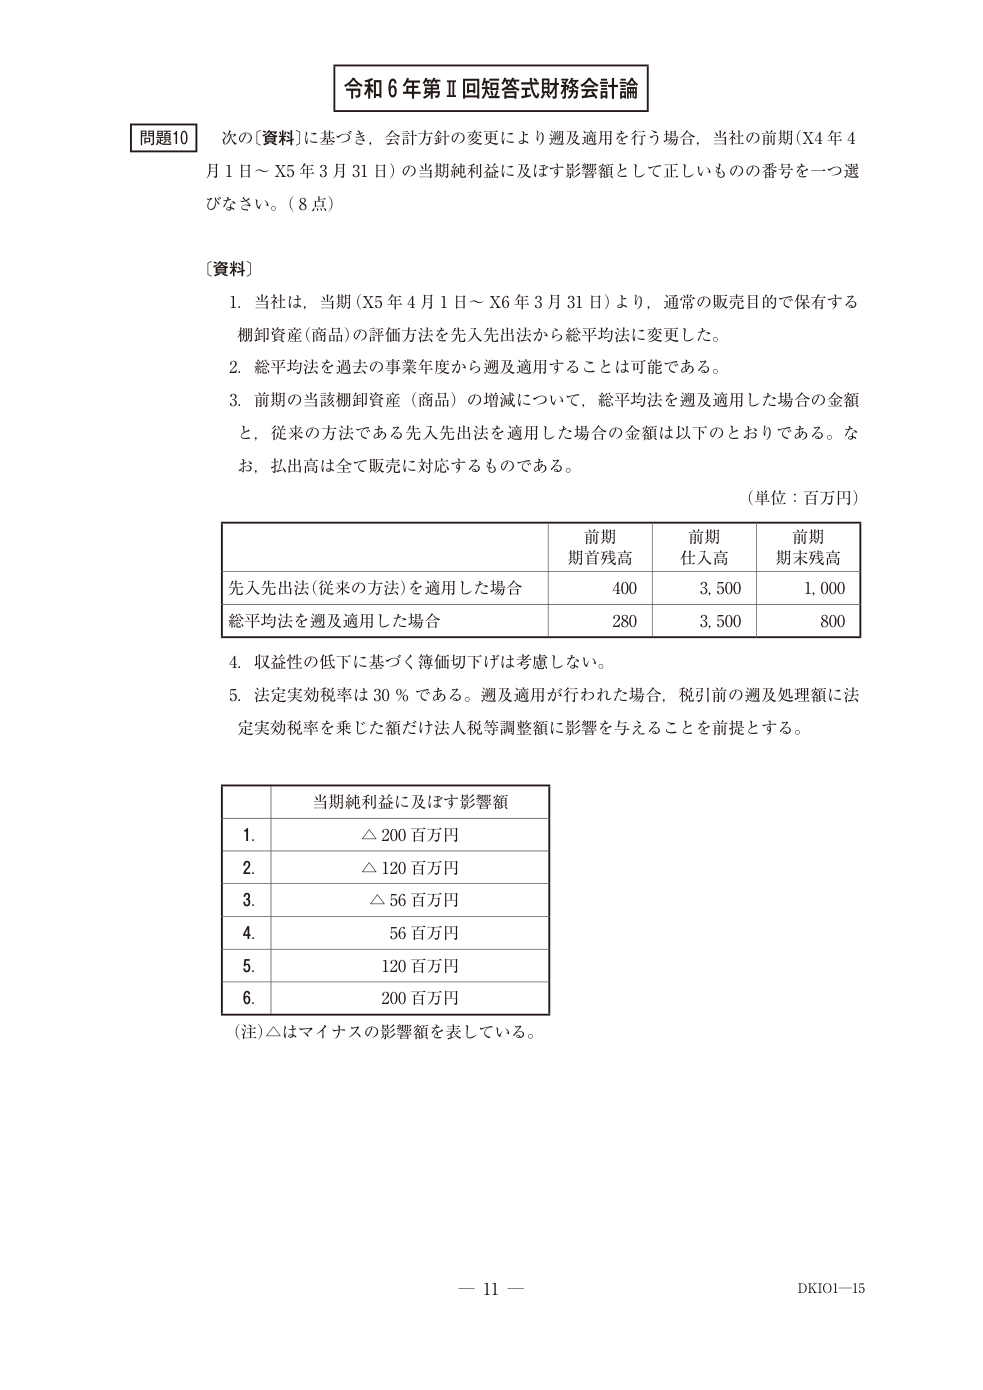 令和6年第Ⅱ回短答式財務会計論
問題10 次の〔資料〕に基づき，会計方針の変更により遡及適用を行う場合，当社の前期(X4年4
月1日～X5年3月31日)の当期純利益に及ぼす影響額として正しいものの番号を一つ選
びなさい。(8点)
〔資料〕
1. 当社は，当期(X5年4月1日～X6年3月31日)より，通常の販売目的で保有する
棚卸資産(商品)の評価方法を先入先出法から総平均法に変更した。
2. 総平均法を過去の事業年度から遡及適用することは可能である。
3. 前期の当該棚卸資産（商品）の増減について，総平均法を遡及適用した場合の金額
と，従来の方法である先入先出法を適用した場合の金額は以下のとおりである。な
お，払出高は全て販売に対応するものである。
(単位：百万円)
前期 前期 前期
期首残高 仕入高 期末残高
先入先出法(従来の方法)を適用した場合 400 3,500 1,000
総平均法を遡及適用した場合 280 3,500 800
4. 収益性の低下に基づく簿価切下げは考慮しない。
5. 法定実効税率は30％である。遡及適用が行われた場合，税引前の遡及処理額に法
定実効税率を乗じた額だけ法人税等調整額に影響を与えることを前提とする。
当期純利益に及ぼす影響額
1. △200百万円
2. △120百万円
3. △56百万円
4. 56百万円
5. 120百万円
6. 200百万円
(注)△はマイナスの影響額を表している。
― 11 ― DKIO1―15